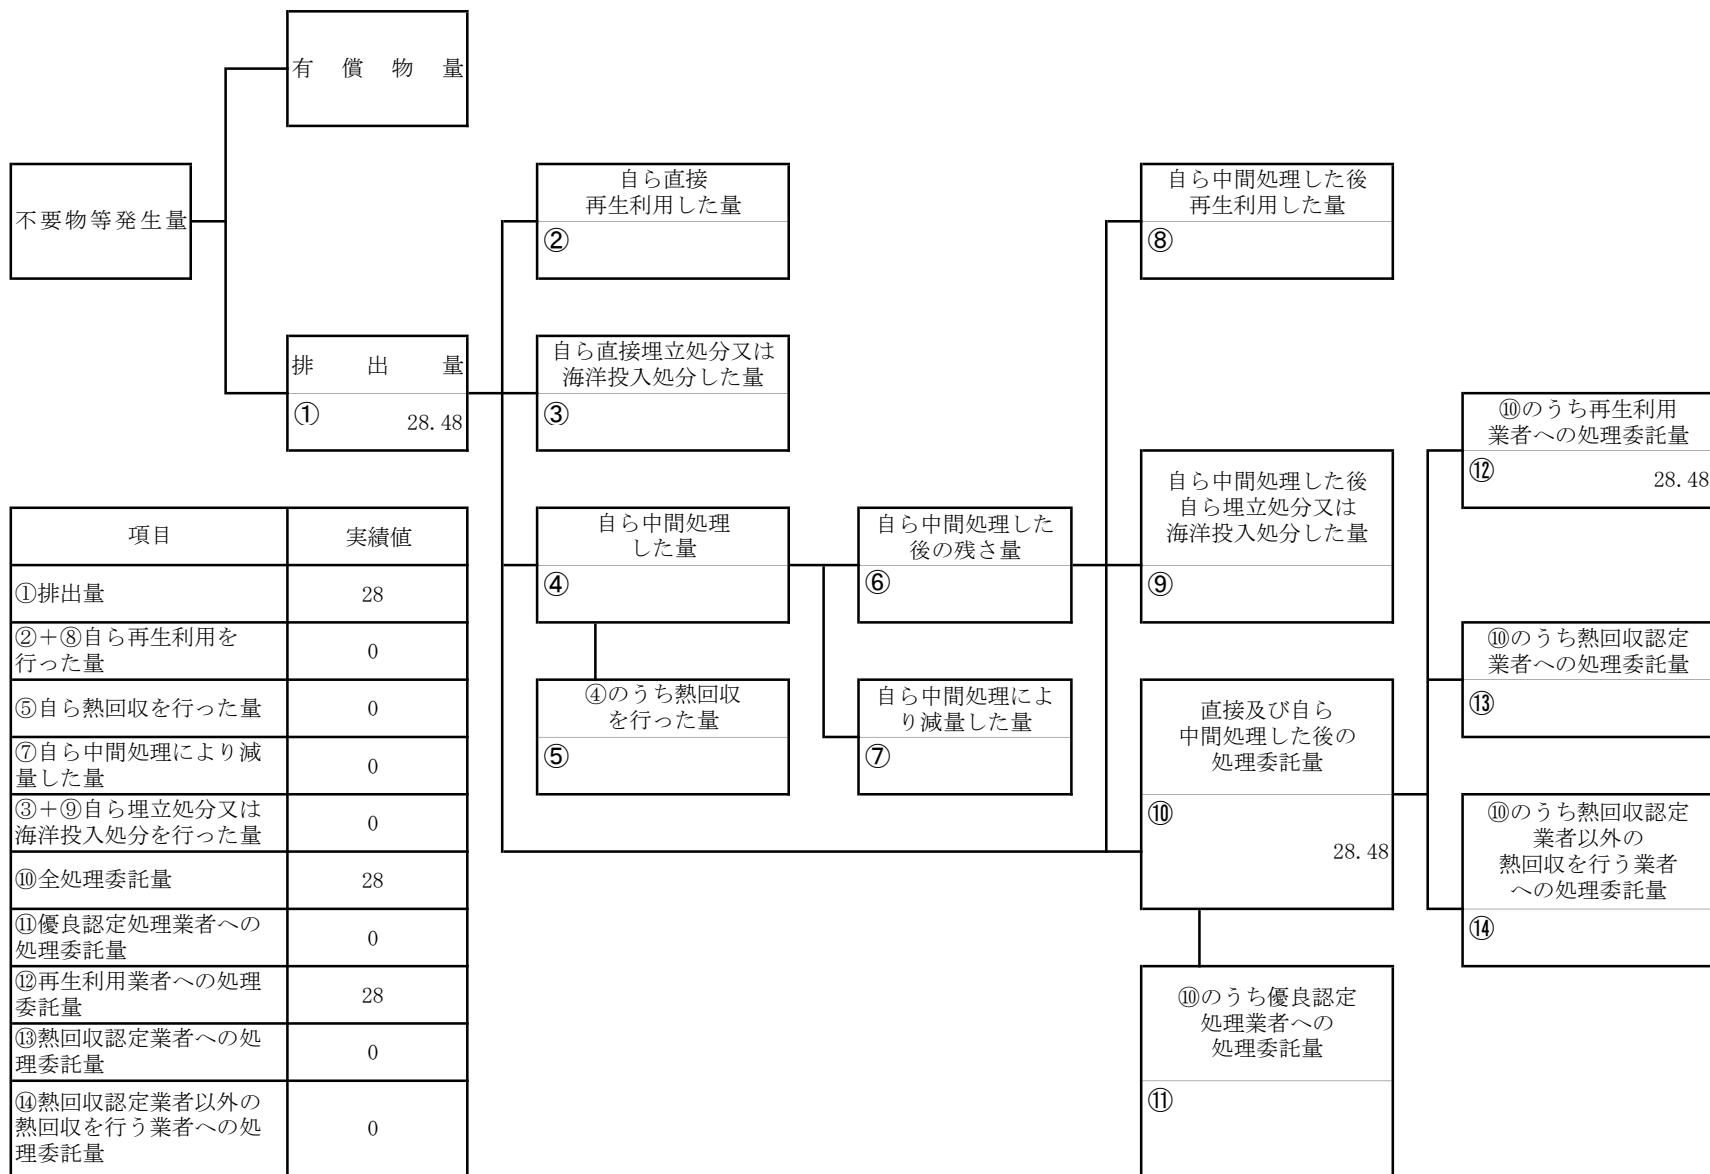 有償物量
不要物等発生量
排出量
①
28.48
自ら直接
再生利用した量
②
自ら直接埋立処分又は
海洋投入処分した量
③
自ら中間処理
した量
④
④のうち熱回収
を行った量
⑤
自ら中間処理した
後の残さ量
⑥
自ら中間処理によ
り減量した量
⑦
自ら中間処理した後
再生利用した量
⑧
自ら中間処理した後
自ら埋立処分又は
海洋投入処分した量
⑨
直接及び自ら
中間処理した後の
処理委託量
⑩
28.48
⑩のうち優良認定
処理業者への
処理委託量
⑪
⑩のうち再生利用
業者への処理委託量
⑫
28.48
⑩のうち熱回収認定
業者への処理委託量
⑬
⑩のうち熱回収認定
業者以外の
熱回収を行う業者
への処理委託量
⑭
項目 実績値
①排出量 28
②＋⑧自ら再生利用を
行った量
0
⑤自ら熱回収を行った量 0
⑦自ら中間処理により減
量した量
0
③＋⑨自ら埋立処分又は
海洋投入処分を行った量
0
⑩全処理委託量 28
⑪優良認定処理業者への
処理委託量
0
⑫再生利用業者への処理
委託量
28
⑬熱回収認定業者への処
理委託量
0
⑭熱回収認定業者以外の
熱回収を行う業者への処
理委託量
0